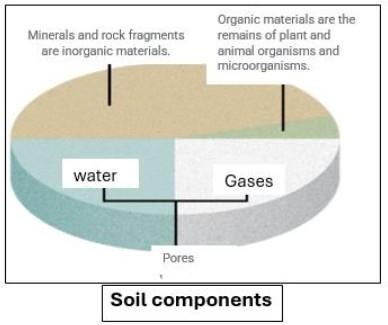 Minerals and rock fragments
are inorganic materials.
Organic materials are the
remains of plant and
animal organisms and
microorganisms.
water
Gases
Pores
Soil components